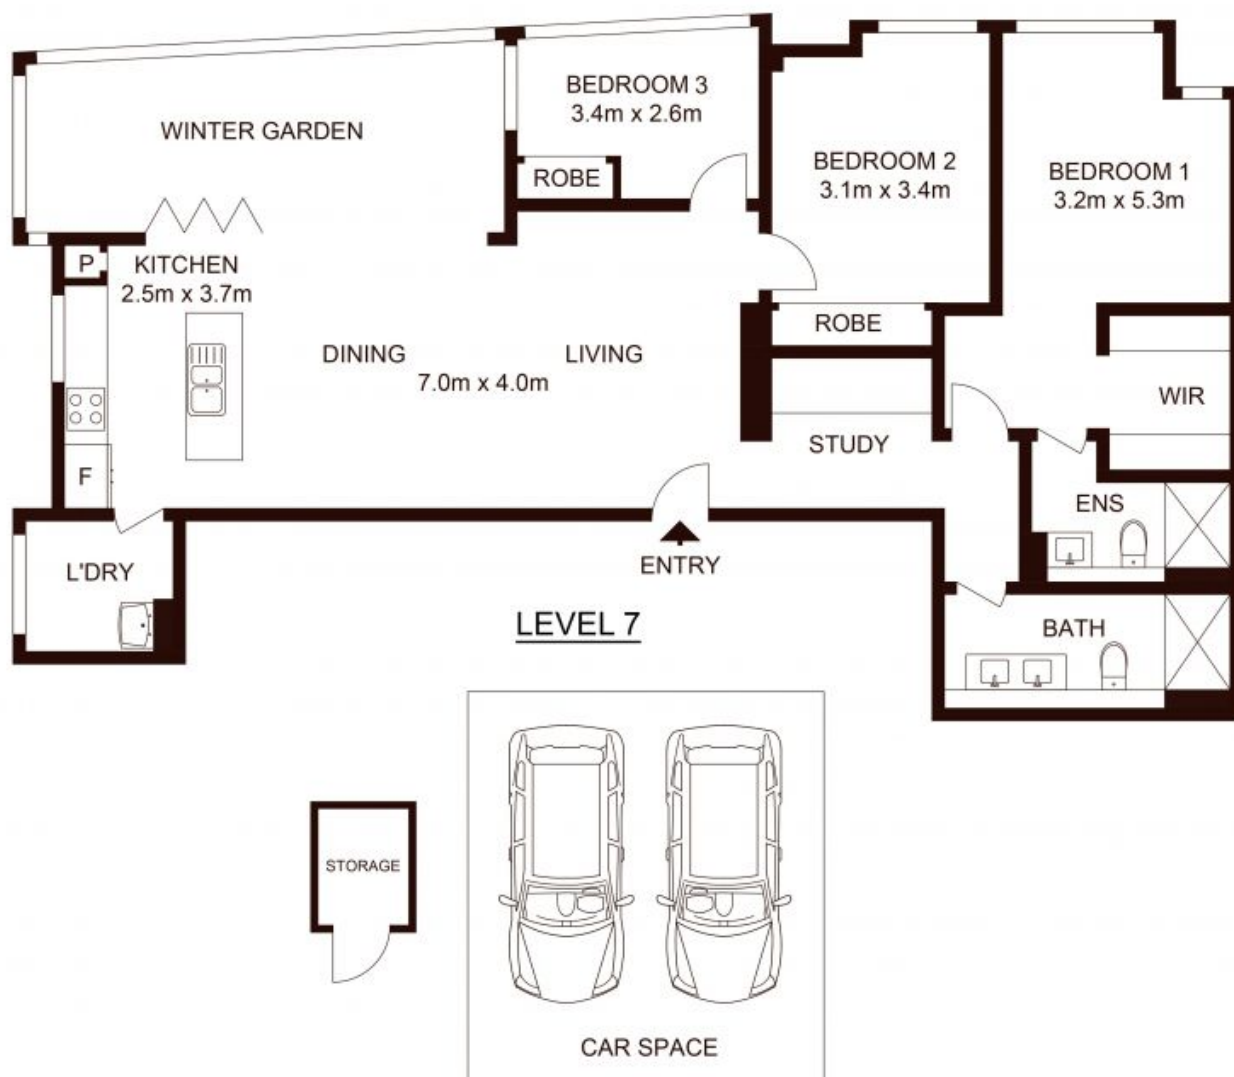 BEDROOM 3
3.4m x 2.6m
WINTER GARDEN
ROBE
BEDROOM 2
3.1m x 3.4m
BEDROOM 1
3.2m x 5.3m
P
KITCHEN
2.5m x 3.7m
ROBE
DINING
LIVING
7.0m x 4.0m
WIR
STUDY
F
ENS
L'DRY
ENTRY
LEVEL 7
BATH
STORAGE
CAR SPACE